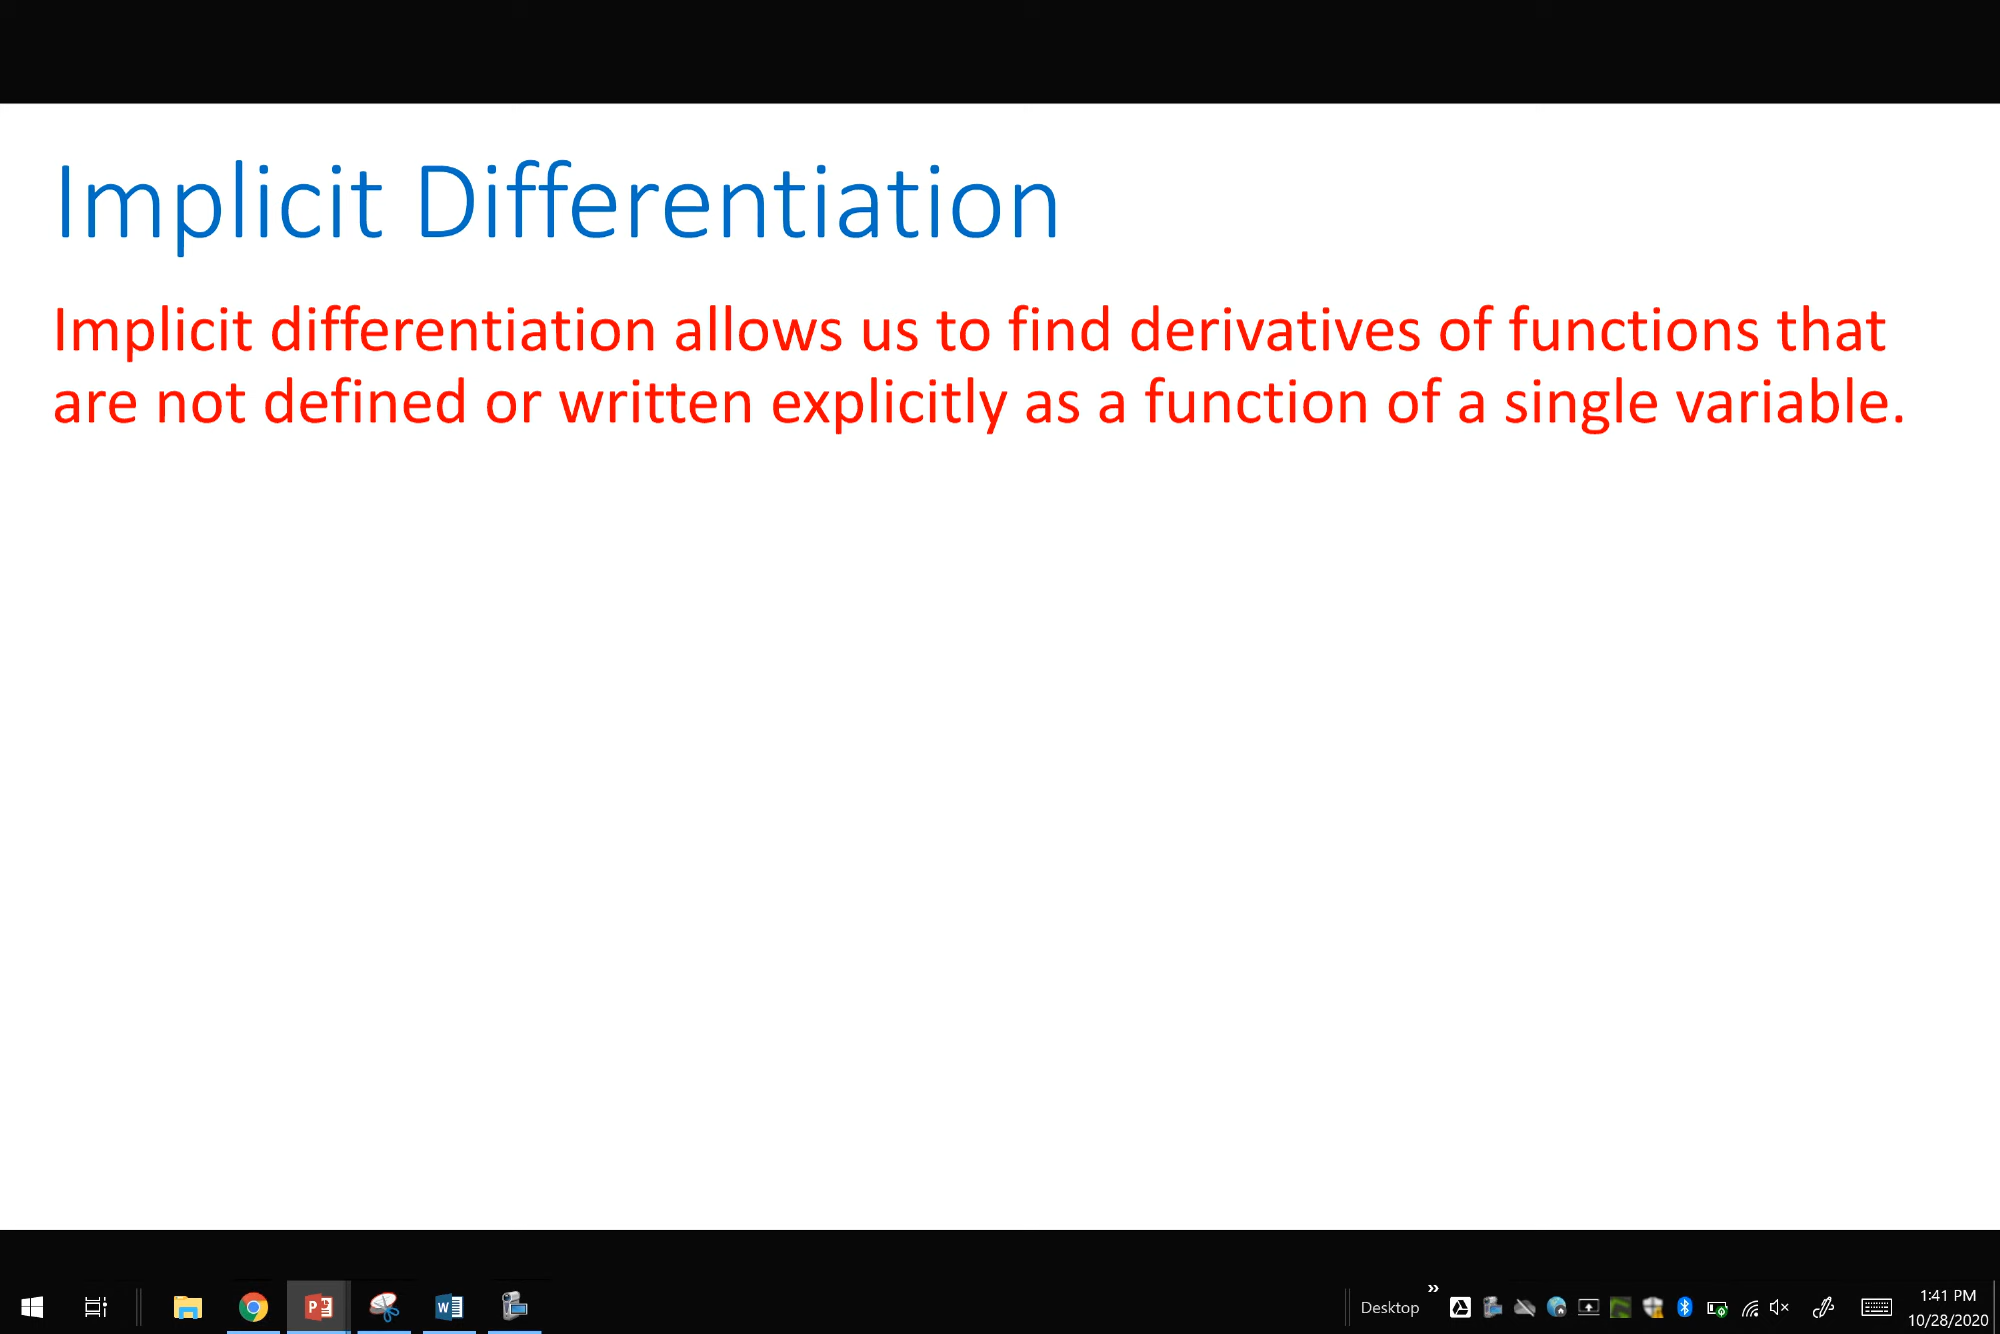 Implicit Differentiation
Implicit differentiation allows us to find derivatives of functions that
are not defined or written explicitly as a function of a single variable.
Desktop
1:41 PM
10/28/2020